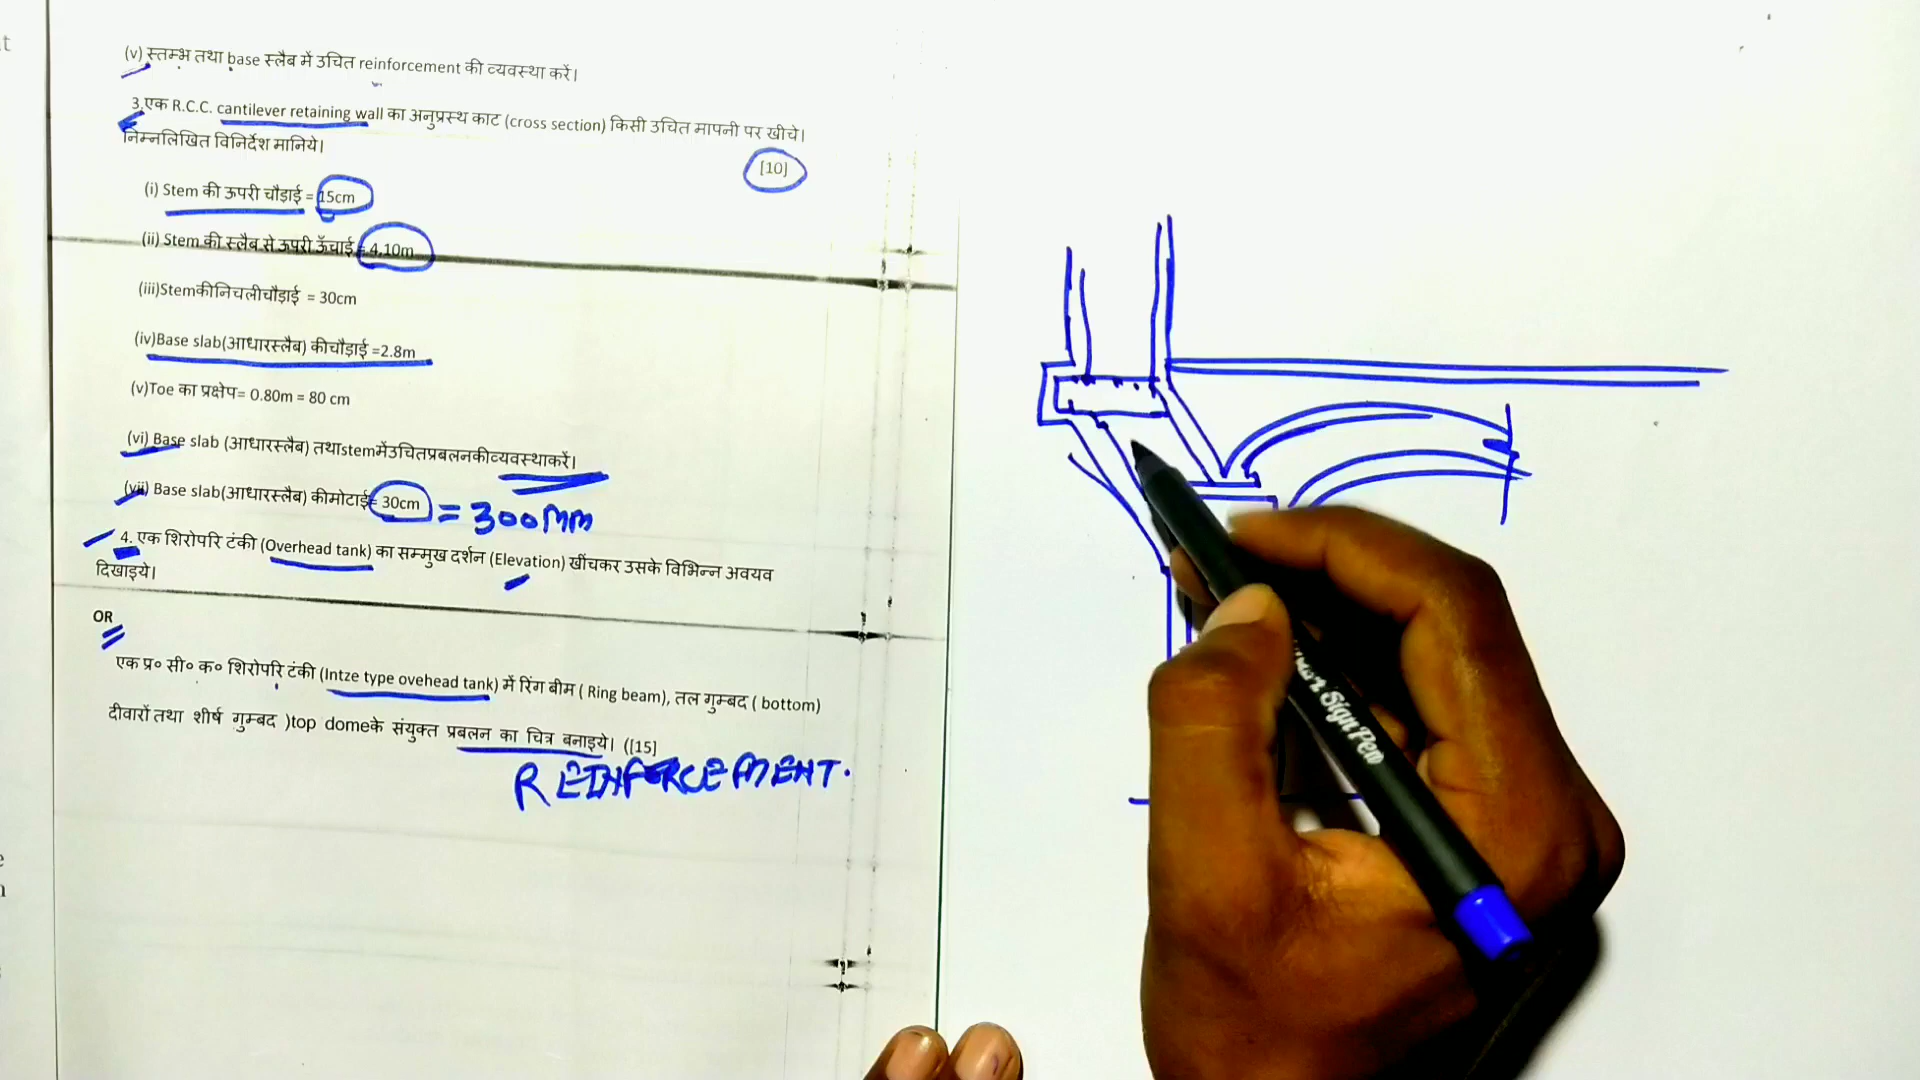 (v) स्तम्भ तथा base स्लैब में उचित reinforcement की व्यवस्था करें।
3.एक R.C.C. cantilever retaining wall का अनुप्रस्थ काट (cross section) किसी उचित मापनी पर खीचे।
निम्नलिखित विनिर्देश मानिये।
[10]
(i) Stem की ऊपरी चौड़ाई = 15cm
(ii) Stem की स्लैब से ऊपरी ऊँचाई = 4.10m
(iii)Stemकीनिचलीचौड़ाई = 30cm
(iv)Base slab(आधारस्लैब) कीचौड़ाई =2.8m
(v)Toe का प्रक्षेप= 0.80m = 80 cm
(vi) Base slab (आधारस्लैब) तथाstemमेंउचितप्रबलनकीव्यवस्थाकरें।
(vii) Base slab(आधारस्लैब) कीमोटाई= 30cm = 300mm
4. एक शिरोपरि टंकी (Overhead tank) का सम्मुख दर्शन (Elevation) खींचकर उसके विभिन्न अवयव
दिखाइये।
OR
एक प्र० सी० क० शिरोपरि टंकी (Intze type ovehead tank) में रिंग बीम ( Ring beam), तल गुम्बद ( bottom)
दीवारों तथा शीर्ष गुम्बद )top domeके संयुक्त प्रबलन का चित्र बनाइये। ([15]
REINFORCEMENT.
Sign Pen